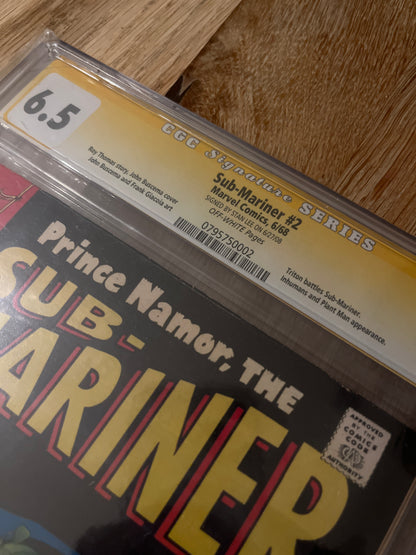 6.5
CGC Signature SERIES
Roy Thomas story, John Buscema cover
John Buscema and Frank Giacoia art
Sub-Mariner #2
Marvel Comics, 6/68
SIGNED BY STAN LEE ON 6/27/08
OFF-WHITE Pages
0795750002
Triton battles Sub-Mariner.
Inhumans and Plant Man appearance.
Prince Namor, THE
SUB-
MARINER
APPROVED
BY THE
COMICS
CODE
AUTHORITY